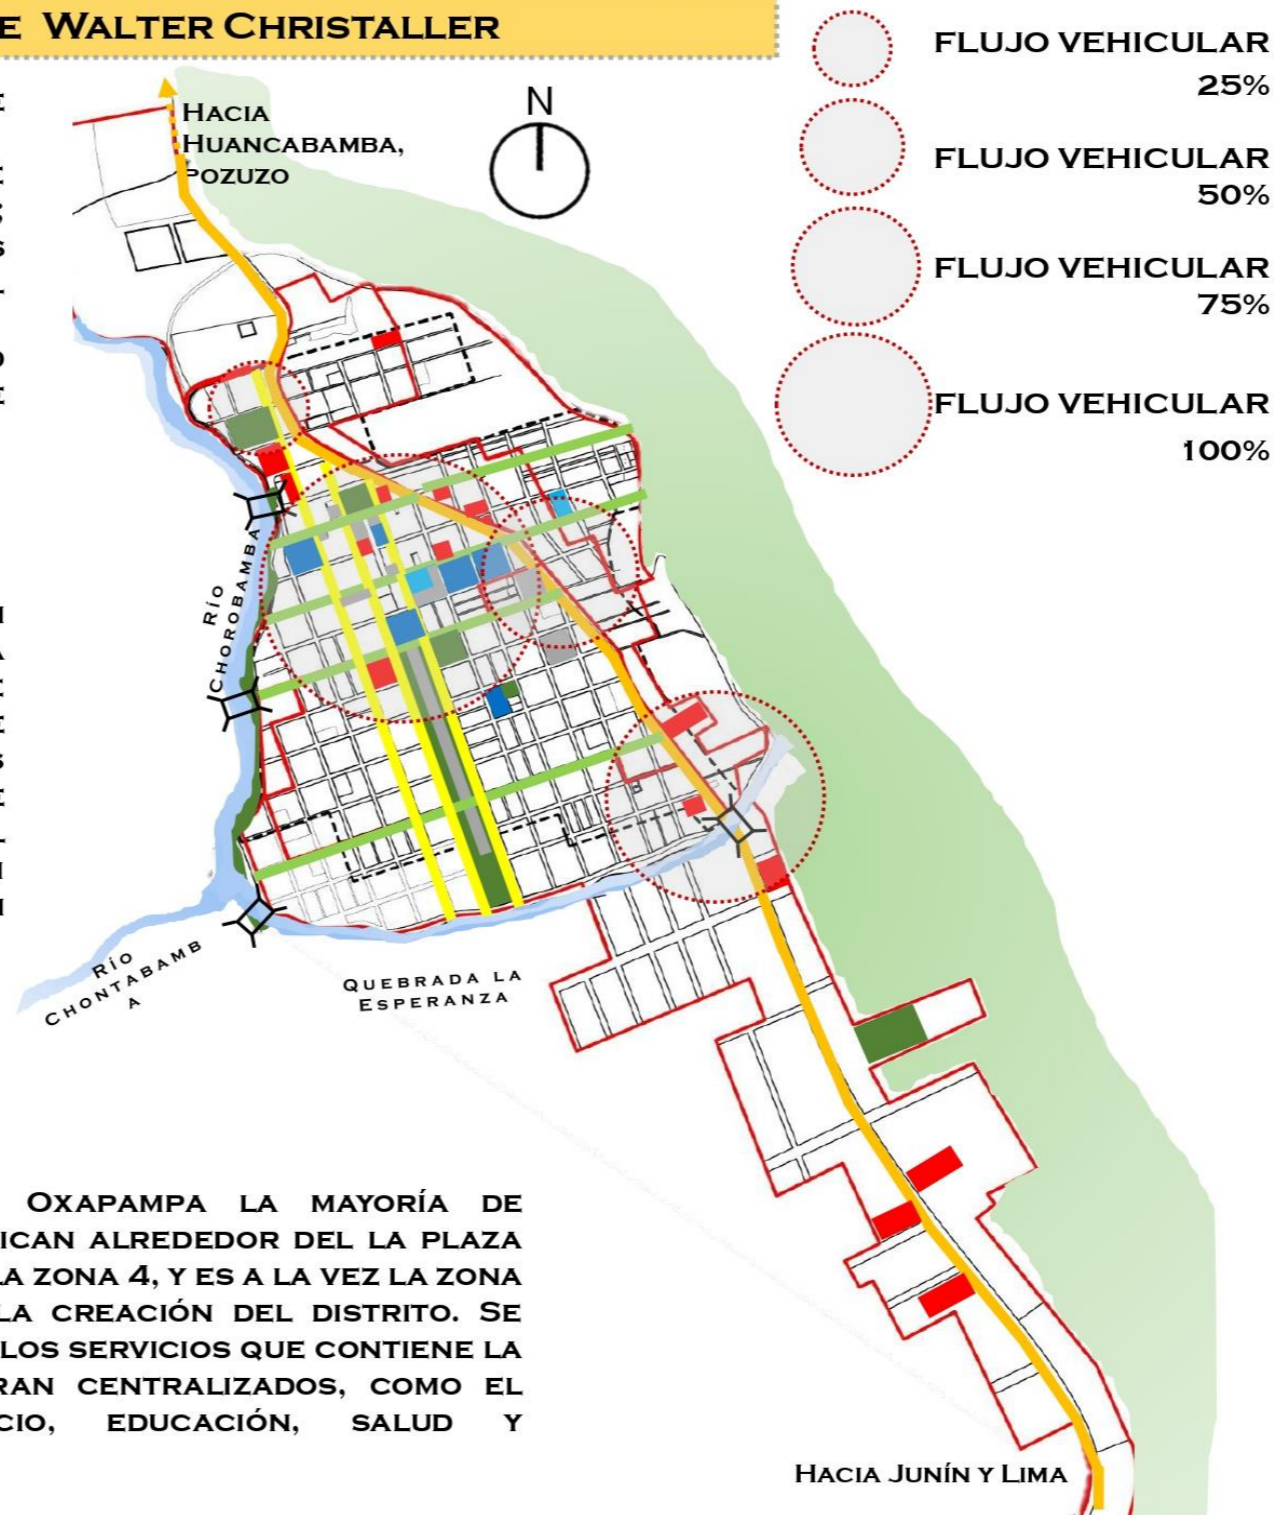 E WALTER CHRISTALLER
FLUJO VEHICULAR
25%
FLUJO VEHICULAR
50%
FLUJO VEHICULAR
75%
FLUJO VEHICULAR
100%
HACIA
HUANCABAMBA,
POZUZO
N
RÍO
CHOROBAMBA
RÍO
CHONTABAMB
A
QUEBRADA LA
ESPERANZA
OXAPAMPA LA MAYORÍA DE
ICAN ALREDEDOR DEL LA PLAZA
LA ZONA 4, Y ES A LA VEZ LA ZONA
LA CREACIÓN DEL DISTRITO. SE
LOS SERVICIOS QUE CONTIENE LA
RAN CENTRALIZADOS, COMO EL
CIO, EDUCACIÓN, SALUD Y
HACIA JUNÍN Y LIMA